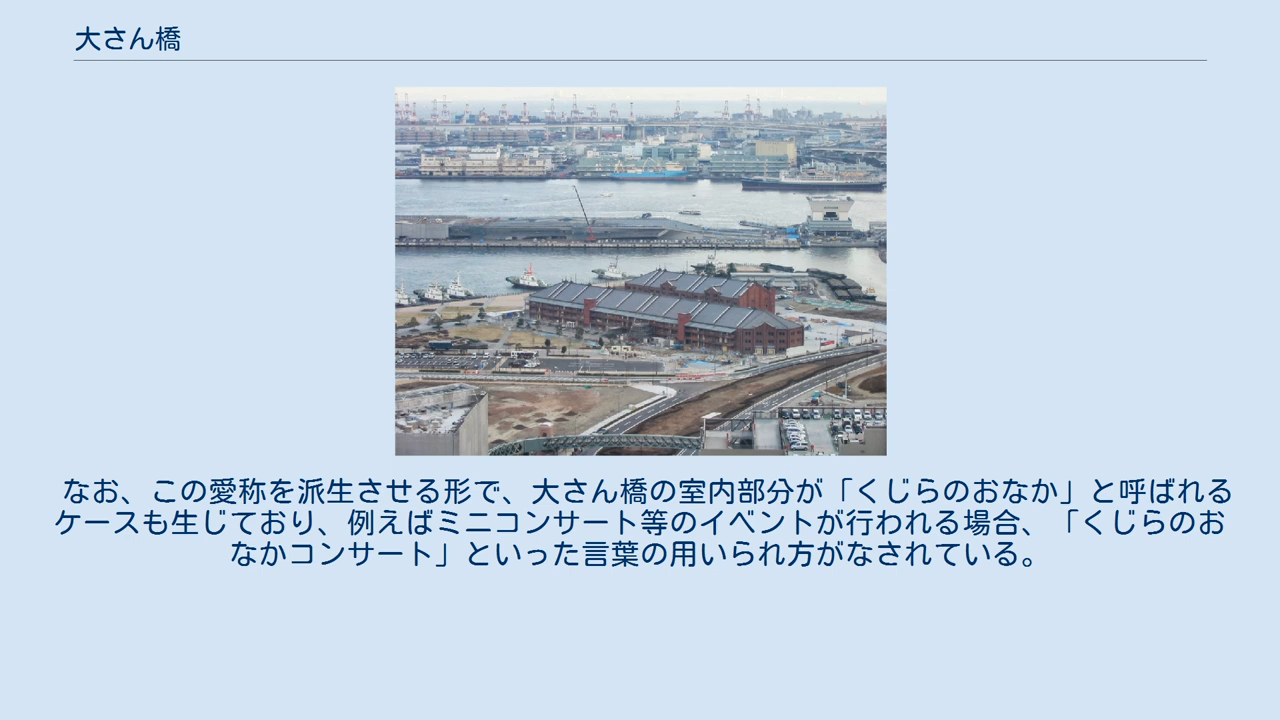 大さん橋
なお、この愛称を派生させる形で、大さん橋の室内部分が「くじらのおなか」と呼ばれる
ケースも生じており、例えばミニコンサート等のイベントが行われる場合、「くじらのお
なかコンサート」といった言葉の用いられ方がなされている。